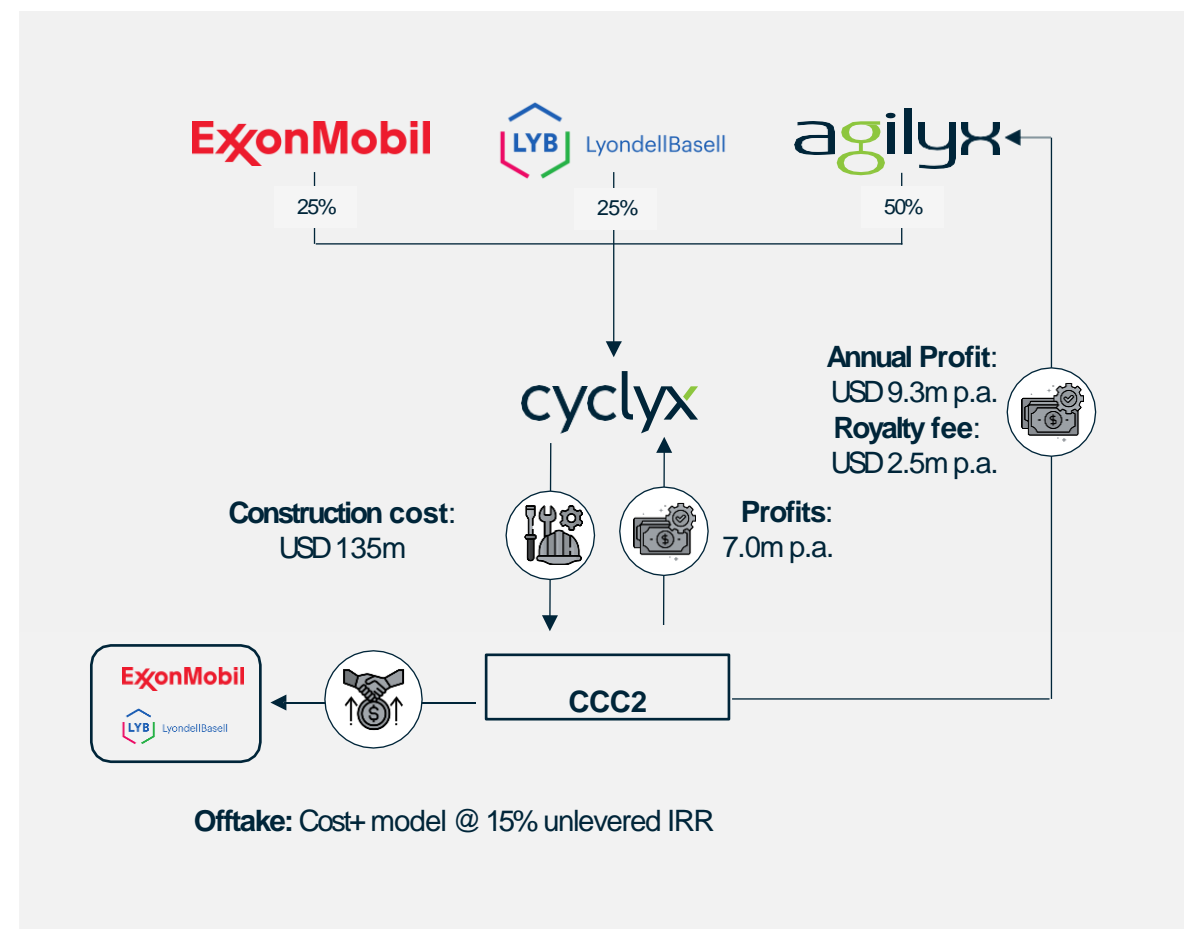 ExxonMobil
LYB LyondellBasell
agilyx
25%
25%
50%
Annual Profit:
USD 9.3m p.a.
Royalty fee:
USD 2.5m p.a.
cyclyx
Construction cost:
USD 135m
Profits:
7.0m p.a.
ExxonMobil
LYB LyondellBasell
CCC2
Offtake: Cost+ model @ 15% unlevered IRR